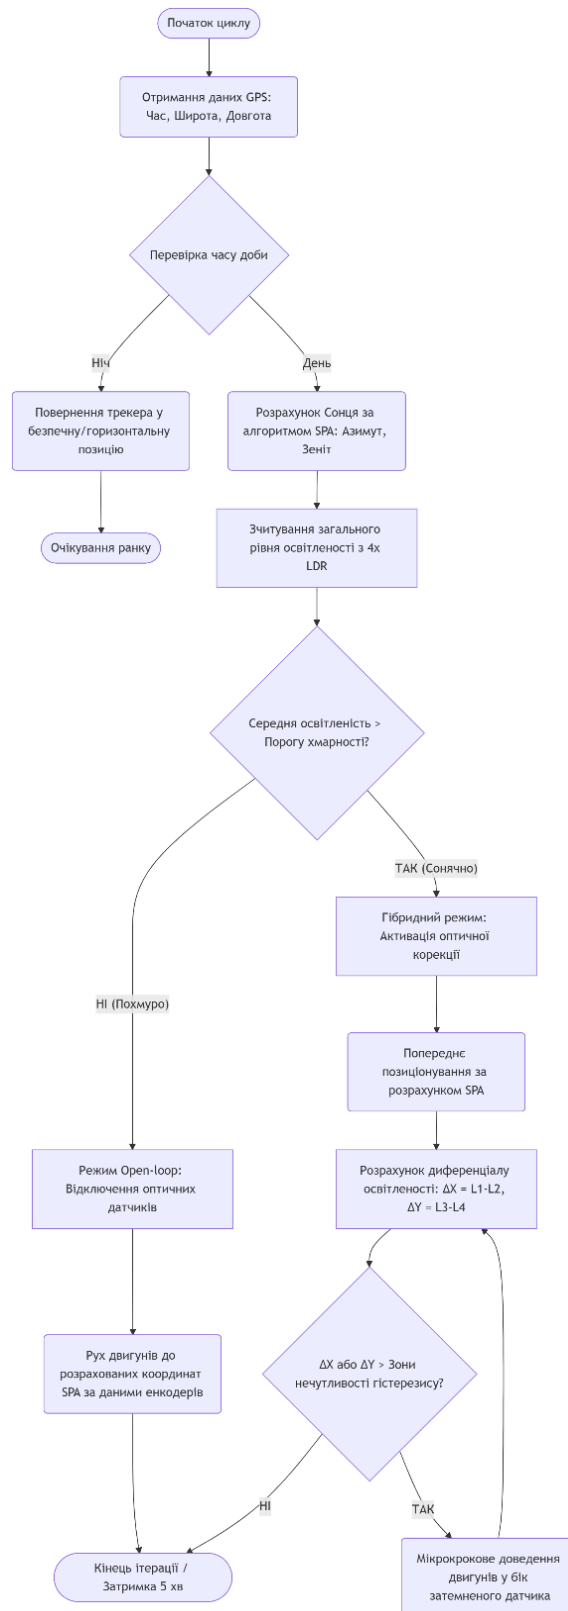 Початок циклу
Отримання даних GPS:
Час, Широта, Довгота
Перевірка часу доби
Ніч
День
Повернення трекера у
безпечну/горизонтальну
позицію
Розрахунок Сонця за
алгоритмом SPA: Азимут,
Зеніт
Очікування ранку
Зчитування загального
рівня освітленості з 4x
LDR
Середня освітленість >
Порогу хмарності?
ТАК (Сонячно)
Гібридний режим:
Активація оптичної
корекції
НІ (Похмуро)
Попереднє
позиціонування за
розрахунком SPA
Режим Open-loop:
Відключення оптичних
датчиків
Розрахунок диференціалу
освітленості: ΔX = L1-L2,
ΔY = L3-L4
Рух двигунів до
розрахованих координат
SPA за даними енкодерів
ΔX або ΔY > Зони
нечутливості гістерезису?
НІ
ТАК
Кінець ітерації /
Затримка 5 хв
Мікрокрокове доведення
двигунів у бік
затемненого датчика